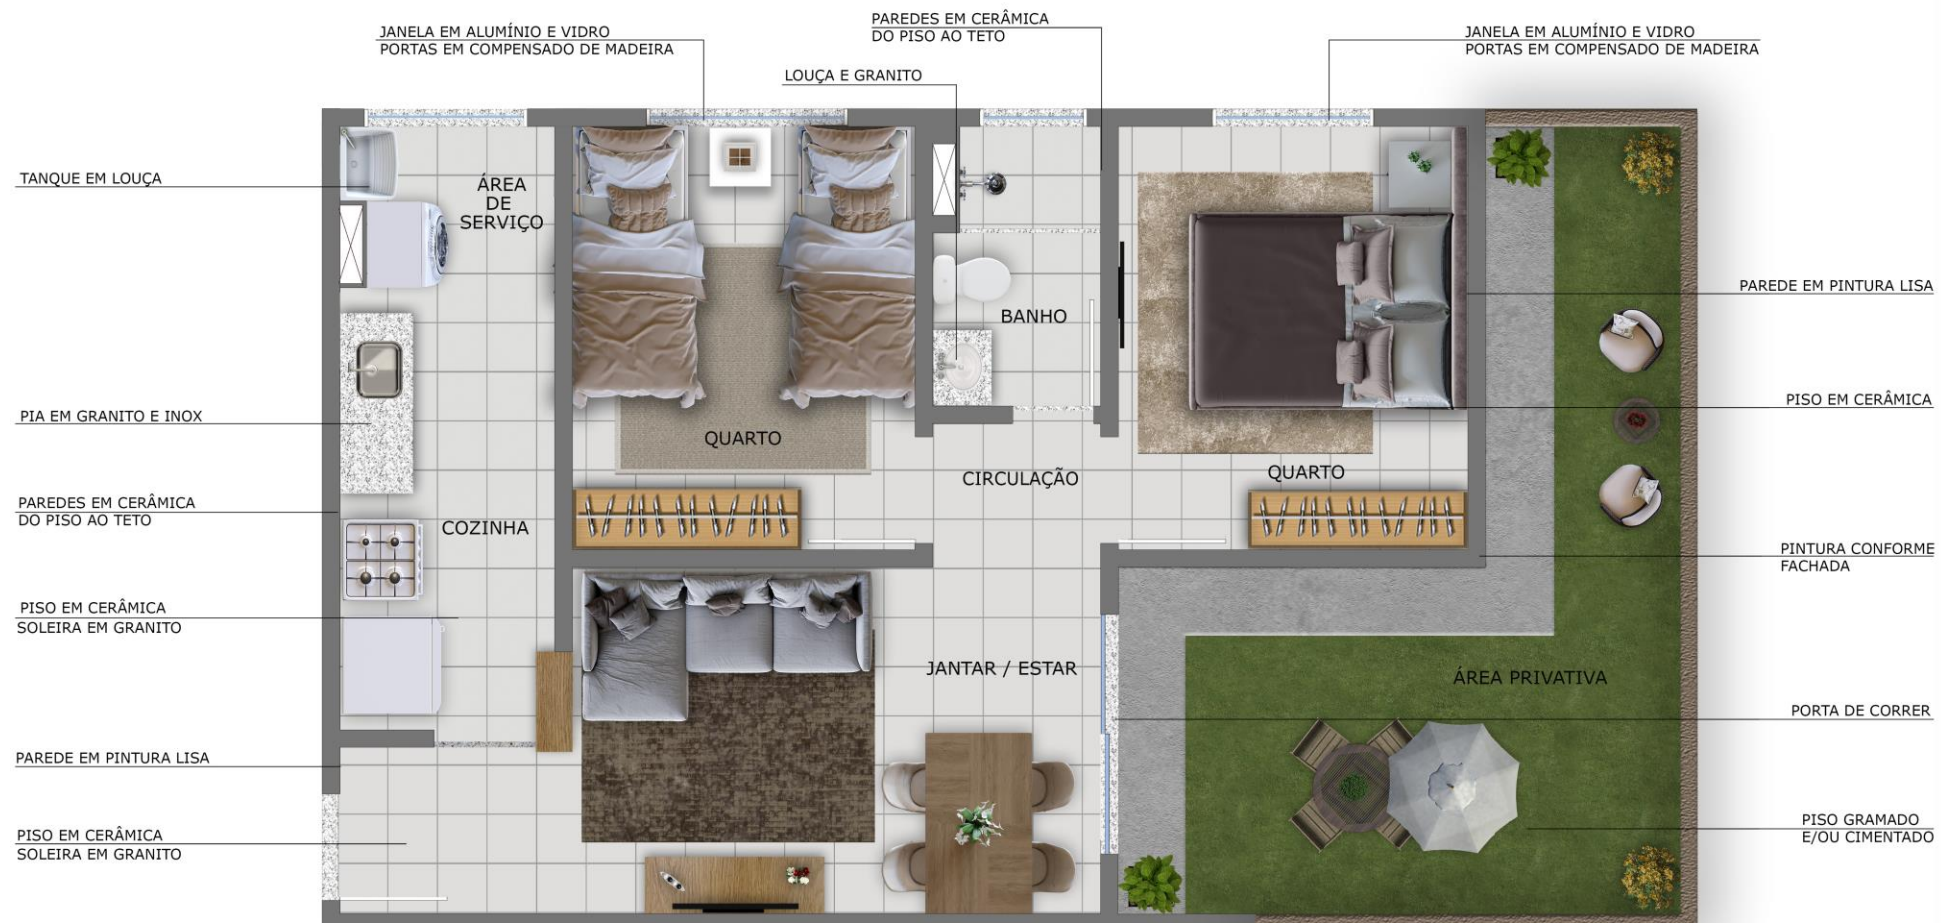 JANELA EM ALUMÍNIO E VIDRO
PORTAS EM COMPENSADO DE MADEIRA
PAREDES EM CERÂMICA
DO PISO AO TETO
LOUÇA E GRANITO
JANELA EM ALUMÍNIO E VIDRO
PORTAS EM COMPENSADO DE MADEIRA
TANQUE EM LOUÇA
PIA EM GRANITO E INOX
PAREDES EM CERÂMICA
DO PISO AO TETO
PISO EM CERÂMICA
SOLEIRA EM GRANITO
PAREDE EM PINTURA LISA
PISO EM CERÂMICA
SOLEIRA EM GRANITO
ÁREA
DE
SERVIÇO
COZINHA
QUARTO
BANHO
CIRCULAÇÃO
QUARTO
JANTAR / ESTAR
ÁREA PRIVATIVA
PAREDE EM PINTURA LISA
PISO EM CERÂMICA
PINTURA CONFORME
FACHADA
PORTA DE CORRER
PISO GRAMADO
E/OU CIMENTADO